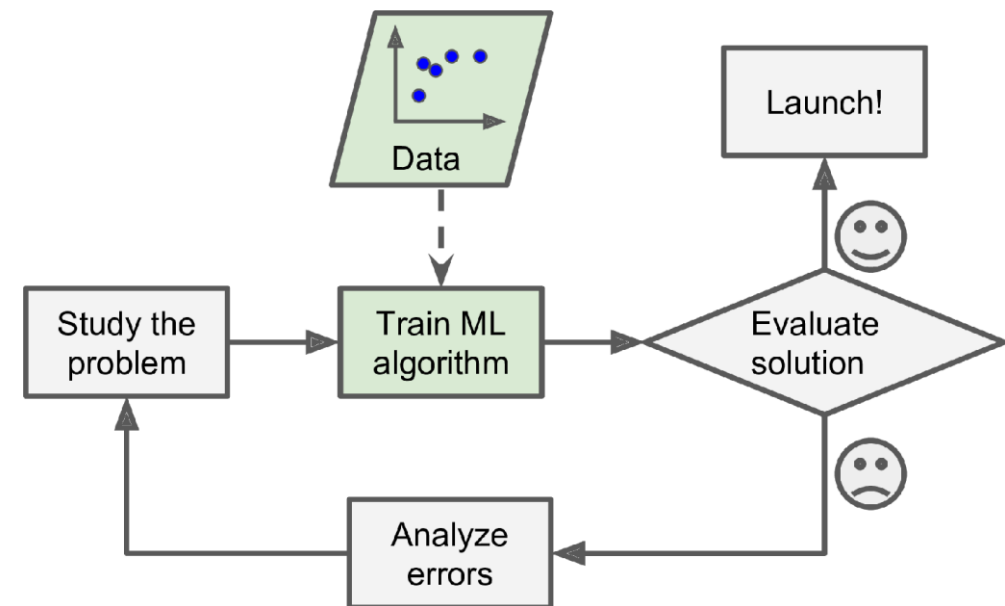 Data
Launch!
Study the
problem
Train ML
algorithm
Evaluate
solution
Analyze
errors